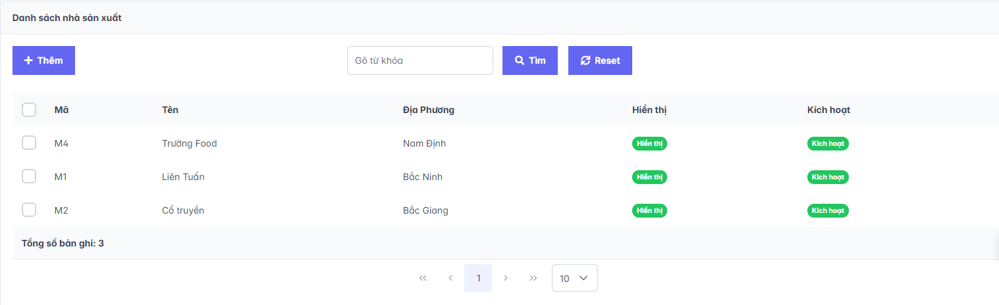 Danh sách nhà sản xuất
Thêm Gõ từ khóa Tìm Reset
Mã Tên Địa Phương Hiển thị Kích hoạt
M4 Trường Food Nam Định Hiển thị Kích hoạt
M1 Liên Tuấn Bắc Ninh Hiển thị Kích hoạt
M2 Cổ truyền Bắc Giang Hiển thị Kích hoạt
Tổng số bản ghi: 3
1 10